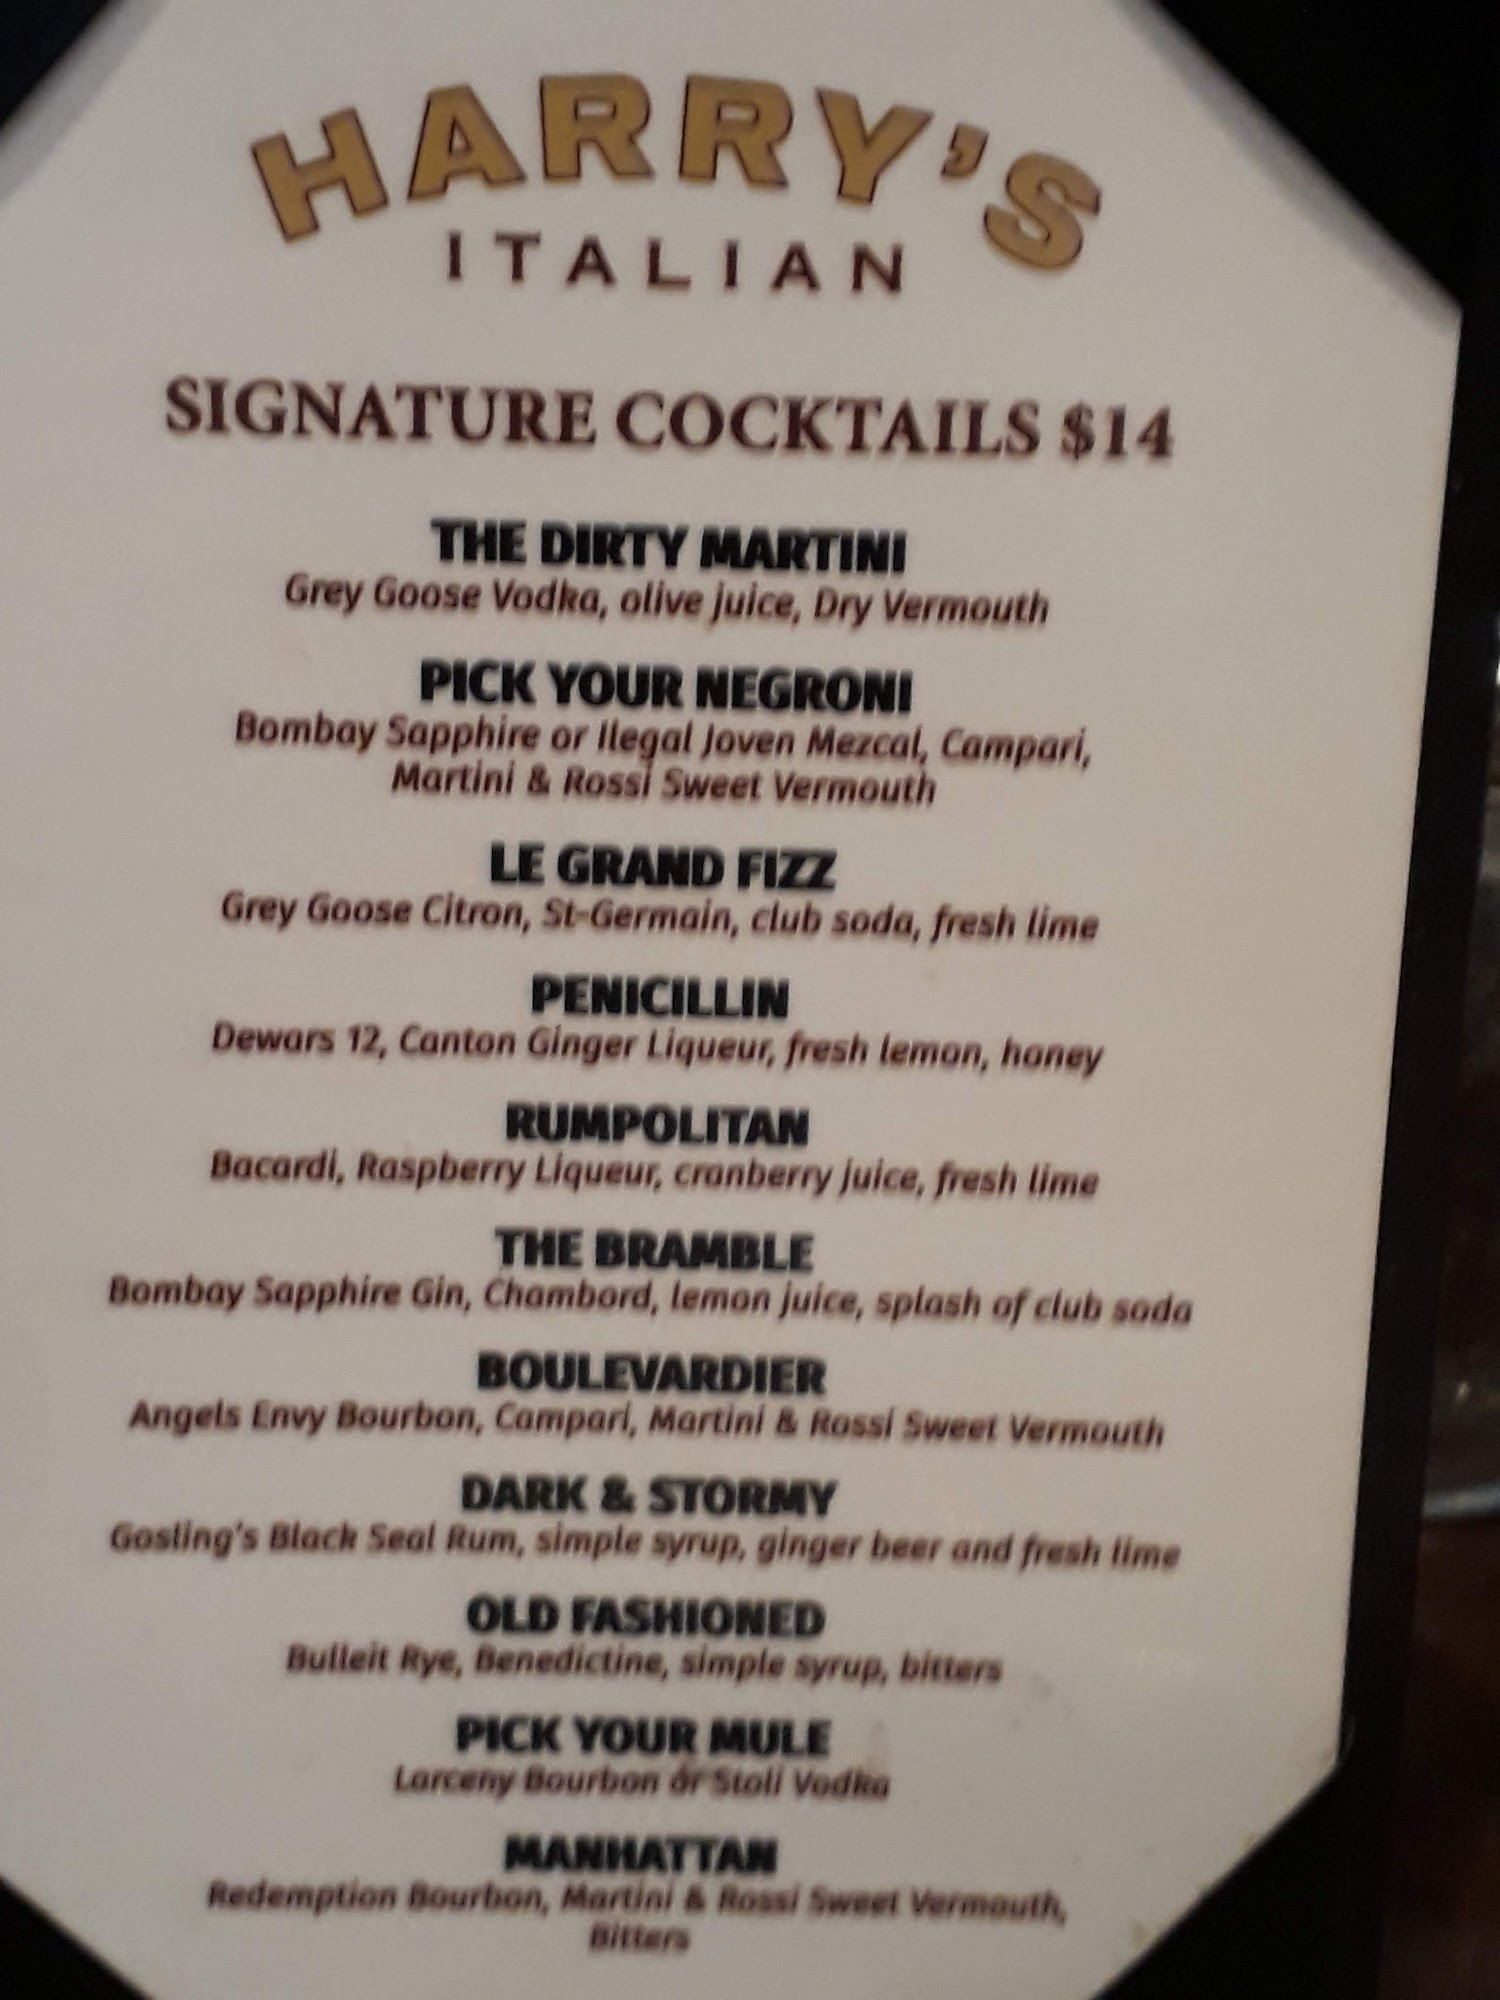 HARRY'S
ITALIAN
SIGNATURE COCKTAILS $14
THE DIRTY MARTINI
Grey Goose Vodka, olive juice, Dry Vermouth
PICK YOUR NEGRONI
Bombay Sapphire or Ilegal Joven Mezcal, Campari,
Martini & Rossi Sweet Vermouth
LE GRAND FIZZ
Grey Goose Citron, St-Germain, club soda, fresh lime
PENICILLIN
Dewars 12, Canton Ginger Liqueur, fresh lemon, honey
RUMPOLITAN
Bacardi, Raspberry Liqueur, cranberry juice, fresh lime
THE BRAMBLE
Bombay Sapphire Gin, Chambord, lemon juice, splash of club soda
BOULEVARDIER
Angels Envy Bourbon, Campari, Martini & Rossi Sweet Vermouth
DARK & STORMY
Gosling's Black Seal Rum, simple syrup, ginger beer and fresh lime
OLD FASHIONED
Bulleit Rye, Benedictine, simple syrup, bitters
PICK YOUR MULE
Larceny Bourbon or Stoli Vodka
MANHATTAN
Redemption Bourbon, Martini & Rossi Sweet Vermouth,
Bitters